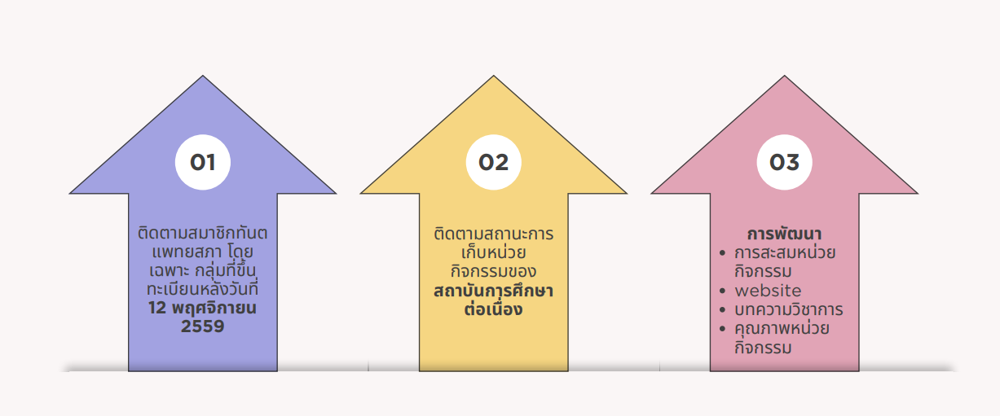 01
ติดตามสมาชิกทันต
แพทยสภา โดย
เฉพาะ กลุ่มที่ขึ้น
ทะเบียนหลังวันที่
12 พฤศจิกายน
2559
02
ติดตามสถานะการ
เก็บหน่วย
กิจกรรมของ
สถาบันการศึกษา
ต่อเนื่อง
03
การพัฒนา
• การสะสมหน่วย
กิจกรรม
• website
• บทความวิชาการ
• คุณภาพหน่วย
กิจกรรม